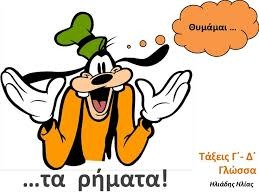 Θυμάμαι ...
Τάξεις Γ΄- Δ΄
Γλώσσα
Ηλιάδης Ηλίας
...τα ρήματα!